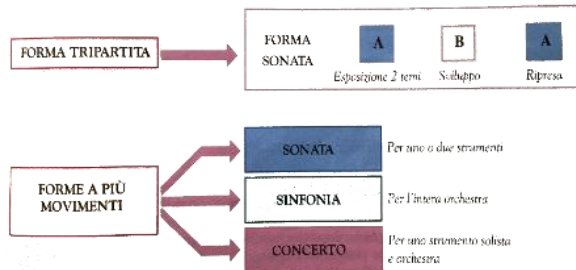 FORMA TRIPARTITA
FORMA
SONATA
A
B
A
Esposizione 2 temi
Sviluppo
Ripresa
FORME A PIÙ
MOVIMENTI
SONATA
Per uno o due strumenti
SINFONIA
Per l'intera orchestra
CONCERTO
Per uno strumento solista
e orchestra